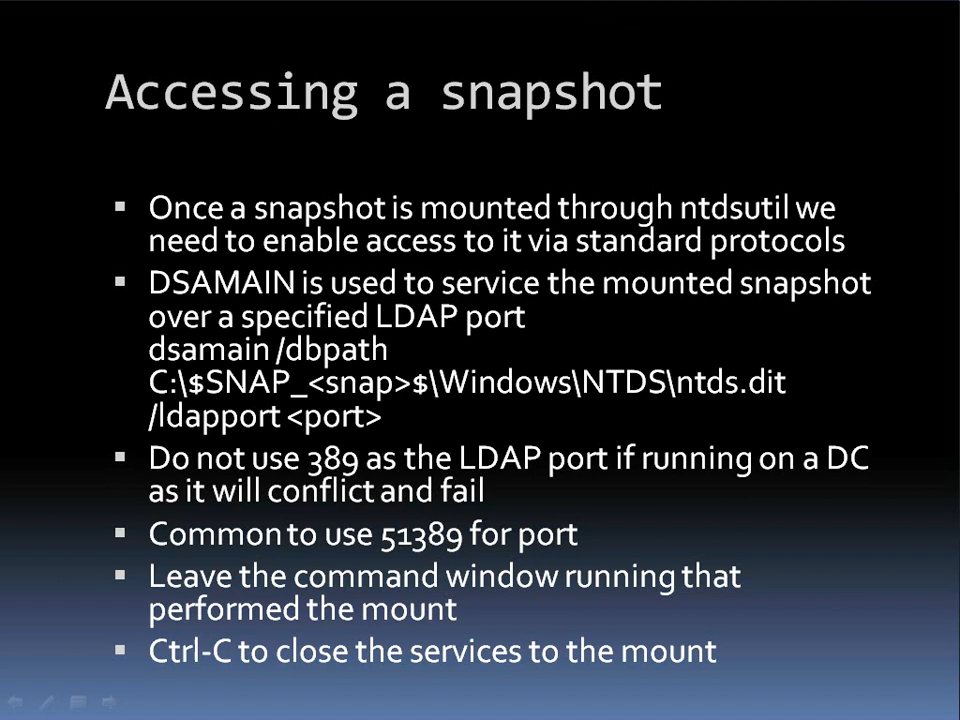 Accessing a snapshot
Once a snapshot is mounted through ntdsutil we
need to enable access to it via standard protocols
DSAMAIN is used to service the mounted snapshot
over a specified LDAP port
dsamain /dbpath
C:\$SNAP_<snap>$\Windows\NTDS\ntds.dit
/ldapport <port>
Do not use 389 as the LDAP port if running on a DC
as it will conflict and fail
Common to use 51389 for port
Leave the command window running that
performed the mount
Ctrl-C to close the services to the mount